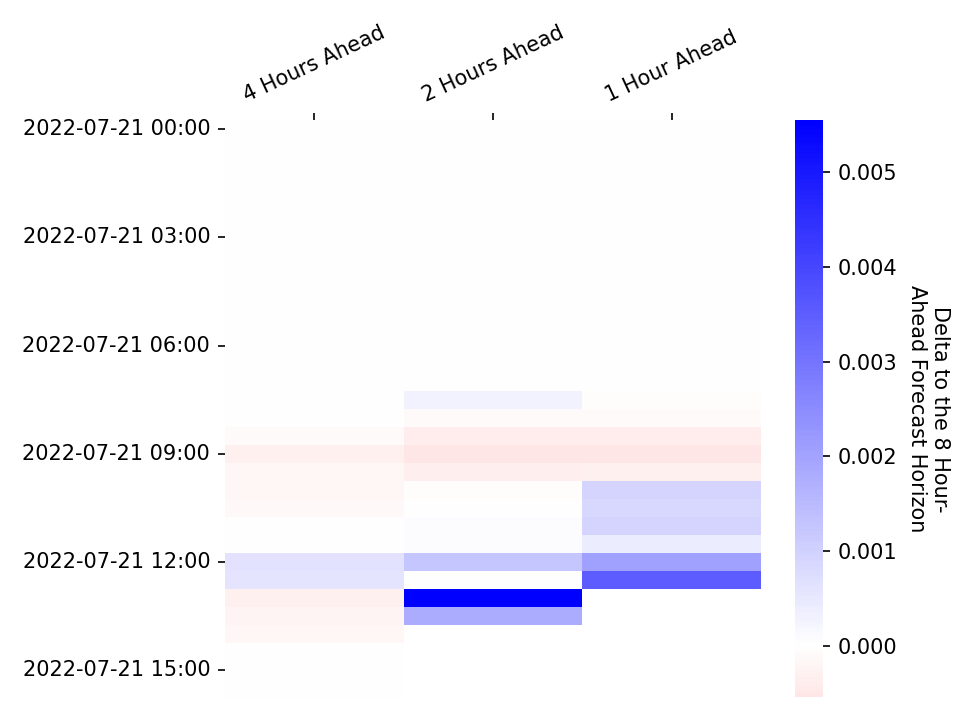 4 Hours Ahead
2 Hours Ahead
1 Hour Ahead
2022-07-21 00:00
2022-07-21 03:00
2022-07-21 06:00
2022-07-21 09:00
2022-07-21 12:00
2022-07-21 15:00
0.005
0.004
0.003
0.002
0.001
0.000
Delta to the 8 Hour-
Ahead Forecast Horizon